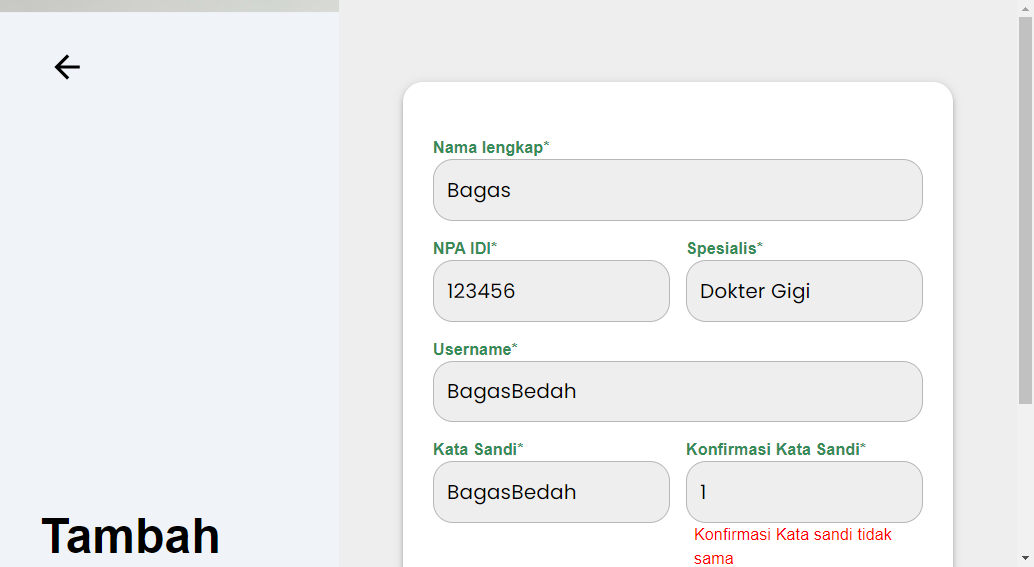 Nama lengkap*
Bagas
NPA IDI*
Spesialis*
123456
Dokter Gigi
Username*
BagasBedah
Kata Sandi*
Konfirmasi Kata Sandi*
BagasBedah
1
Konfirmasi Kata sandi tidak
sama
Tambah